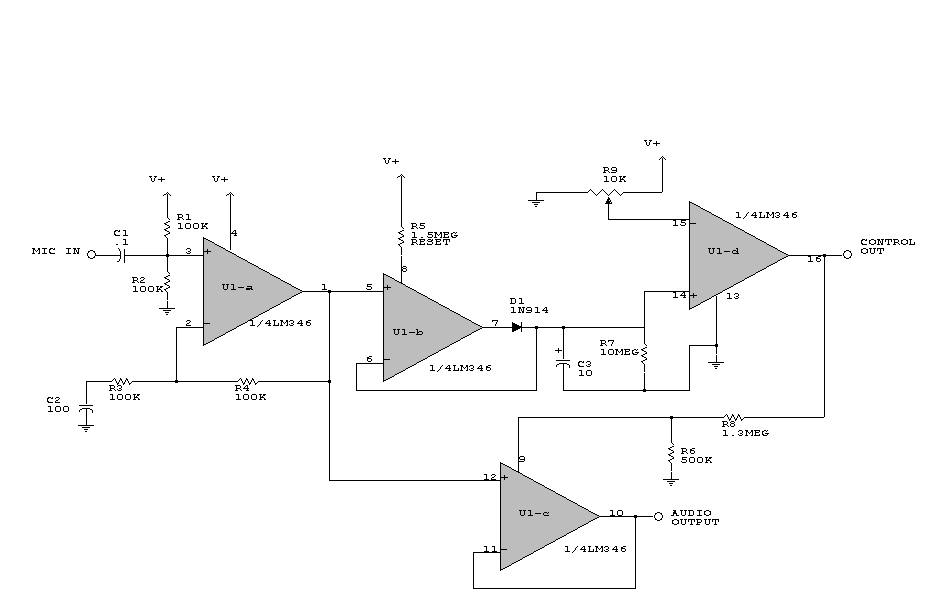 V+
R9
10K
V+
1/4LM346
15
U1-d
CONTROL
OUT
16
14
13
V+
V+
R1
100K
4
C1
.1
MIC IN
3
R2
100K
U1-a
1
2
1/4LM346
R5
1.5MEG
RESET
8
5
U1-b
7
6
1/4LM346
D1
1N914
C3
10
R7
10MEG
R3
100K
R4
100K
C2
100
R8
1.3MEG
R6
500K
9
12
U1-c
10
AUDIO
OUTPUT
11
1/4LM346